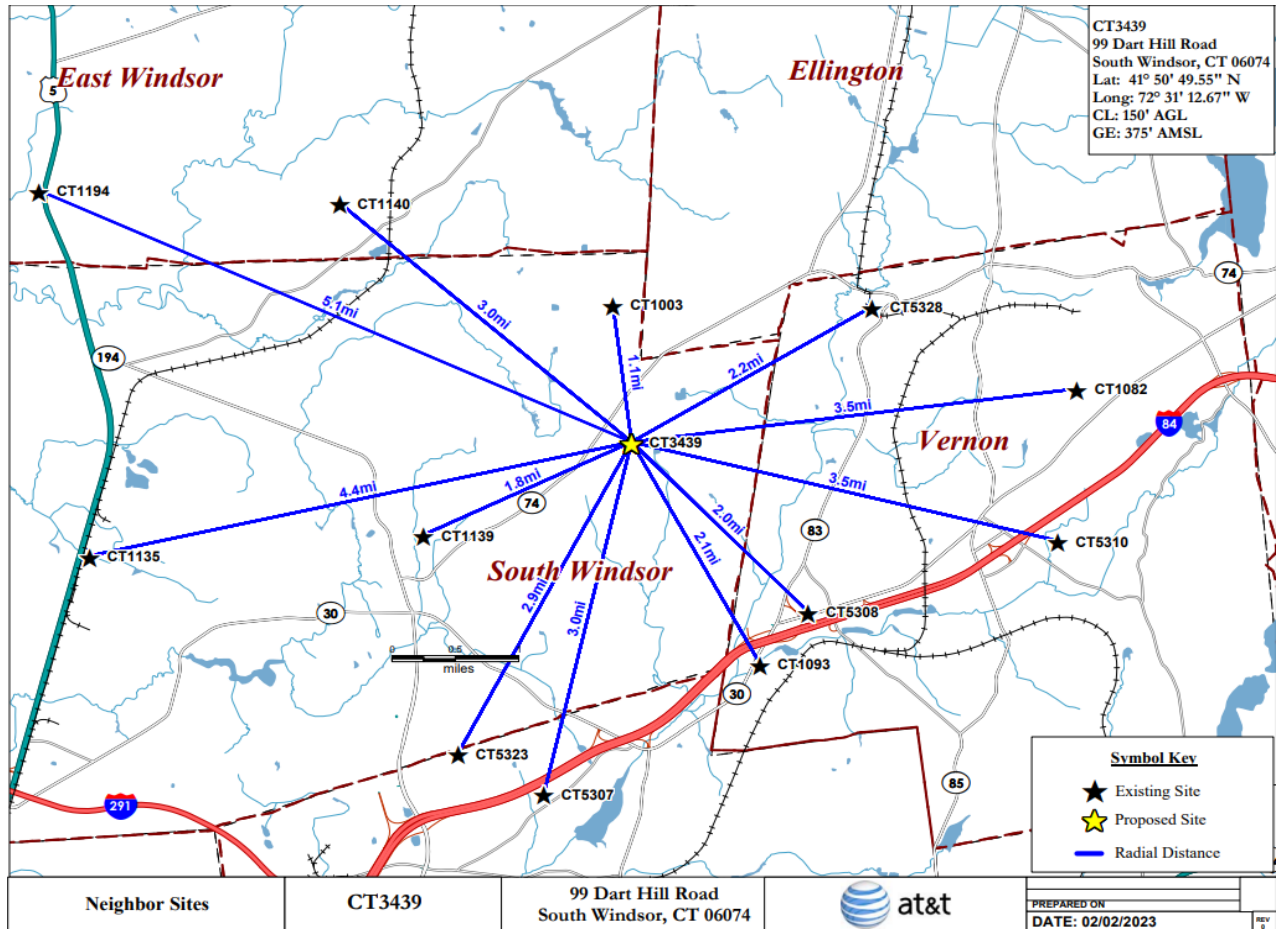 CT3439
99 Dart Hill Road
South Windsor, CT 06074
Lat:  41° 50' 49.55" N
Long: 72° 31' 12.67" W
CL: 150' AGL
GE: 375' AMSL
East Windsor
Ellington
5
CT1194
CT1140
74
5.1mi
3.0mi
CT1003
CT5328
194
1.1mi
2.2mi
CT1082
3.5mi
84
CT3439
Vernon
4.4mi
1.8mi
3.5mi
74
2.0mi
83
CT1139
2.1mi
CT5310
CT1135
South Windsor
2.9mi
3.0mi
30
CT5308
0 0.5 1
miles
CT1093
30
CT5323
85
CT5307
291
Symbol Key
Existing Site
Proposed Site
Radial Distance
Neighbor Sites
CT3439
99 Dart Hill Road
South Windsor, CT 06074
at&t
PREPARED ON
DATE: 02/02/2023
REV
0